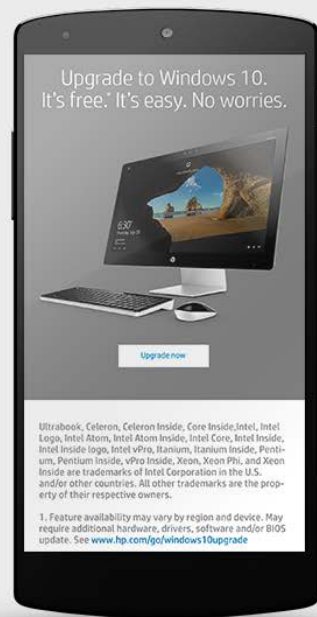 Upgrade to Windows 10.
It's free.* It's easy. No worries.
6:30
Upgrade now
Ultrabook, Celeron, Celeron Inside, Core Inside,Intel, Intel
Logo, Intel Atom, Intel Atom Inside, Intel Core, Intel Inside,
Intel Inside logo, Intel vPro, Itanium, Itanium Inside, Penti-
um, Pentium Inside, vPro Inside, Xeon, Xeon Phi, and Xeon
Inside are trademarks of Intel Corporation in the U.S.
and/or other countries. All other trademarks are the prop-
erty of their respective owners.
1. Feature availability may vary by region and device. May
require additional hardware, drivers, software and/or BIOS
update. See www.hp.com/go/windows10upgrade